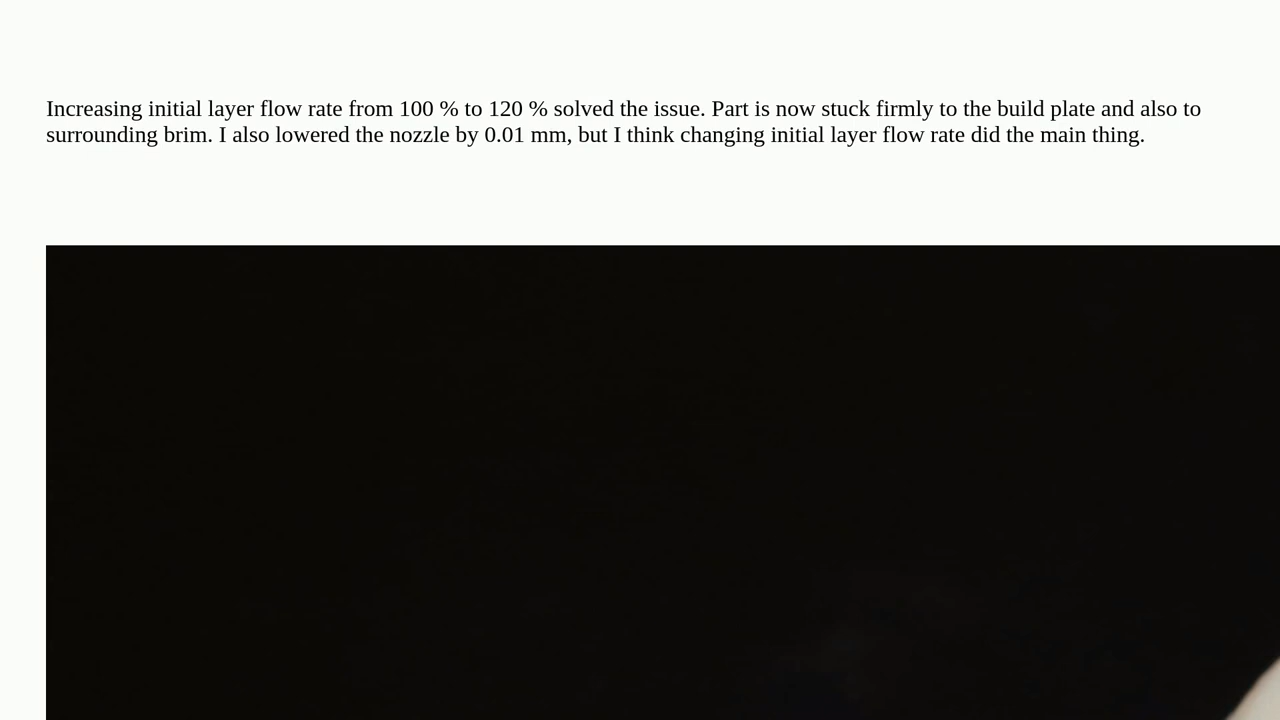 Increasing initial layer flow rate from 100 % to 120 % solved the issue. Part is now stuck firmly to the build plate and also to
surrounding brim. I also lowered the nozzle by 0.01 mm, but I think changing initial layer flow rate did the main thing.